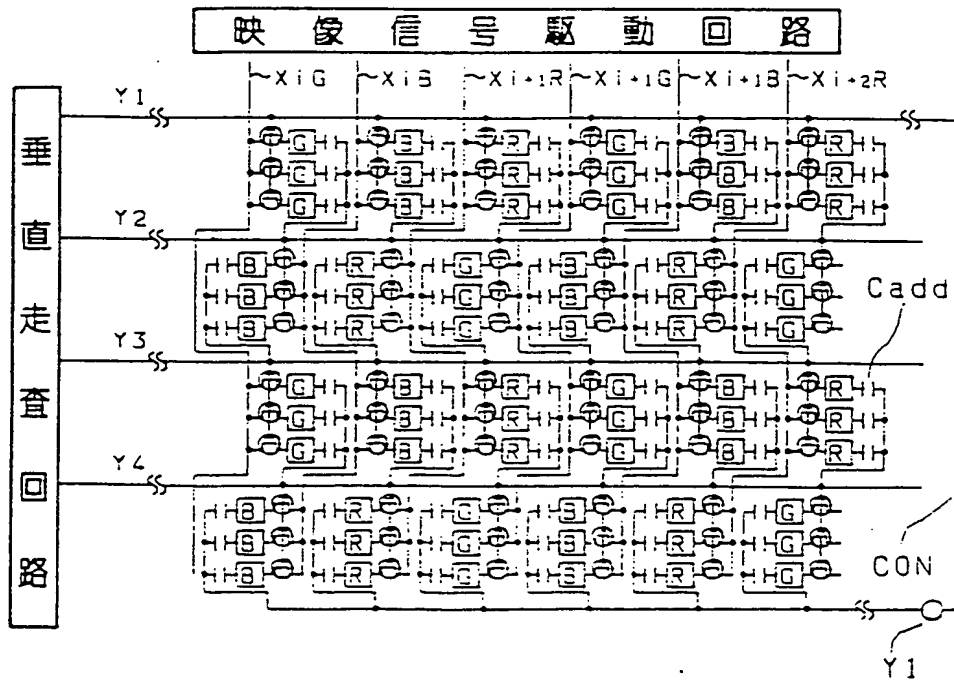 映像信号駆動回路
XiG XiB Xi+1R Xi+1G Xi+1B Xi+2R
垂直走査回路
Y1
G B R G B R
G B R G B R
G B R G B R
Y2
B R G B R G
B R G B R G
B R G B R G
Cadd
Y3
G B R G B R
G B R G B R
G B R G B R
Y4
B R G B R G
B R G B R G
B R G B R G
CON
Y1